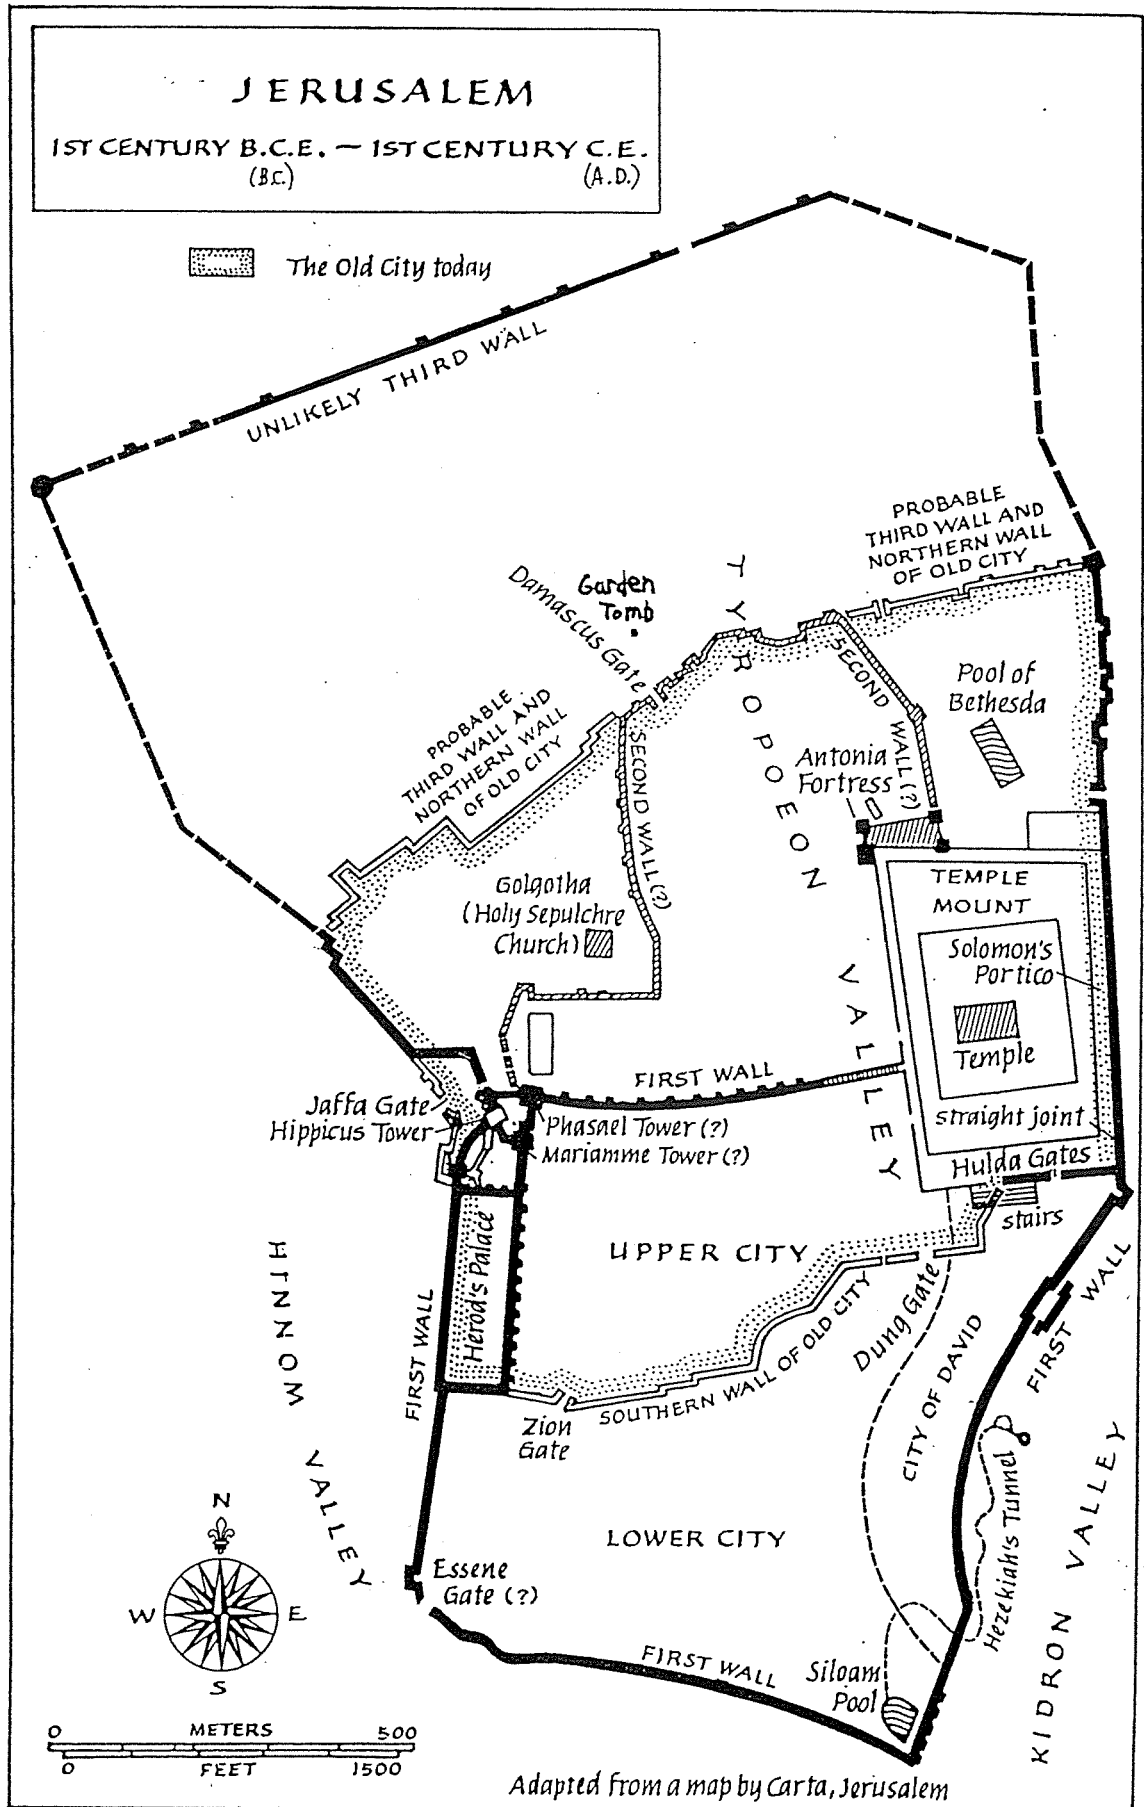 JERUSALEM
1ST CENTURY B.C.E. — 1ST CENTURY C.E.
(B.C.) (A.D.)
The Old City today
UNLIKELY THIRD WALL
PROBABLE
THIRD WALL AND
NORTHERN WALL
OF OLD CITY
Damascus Gate
Garden
Tomb
TYROPOEON VALLEY
SECOND WALL (?)
Pool of
Bethesda
PROBABLE
THIRD WALL AND
NORTHERN WALL
OF OLD CITY
SECOND WALL (?)
Antonia
Fortress
Golgotha
(Holy Sepulchre
Church)
TEMPLE
MOUNT
Solomon's
Portico
Temple
FIRST WALL
Jaffa Gate
Hippicus Tower
Phasael Tower (?)
Mariamme Tower (?)
straight joint
Hulda Gates
stairs
HINNOM VALLEY
FIRST WALL
Herod's Palace
UPPER CITY
SOUTHERN WALL OF OLD CITY
Dung Gate
CITY OF DAVID
FIRST WALL
Zion
Gate
Hezekiah's Tunnel
KIDRON VALLEY
LOWER CITY
Essene
Gate (?)
FIRST WALL
Siloam
Pool
N
W E
S
0 METERS 500
0 FEET 1500
Adapted from a map by Carta, Jerusalem